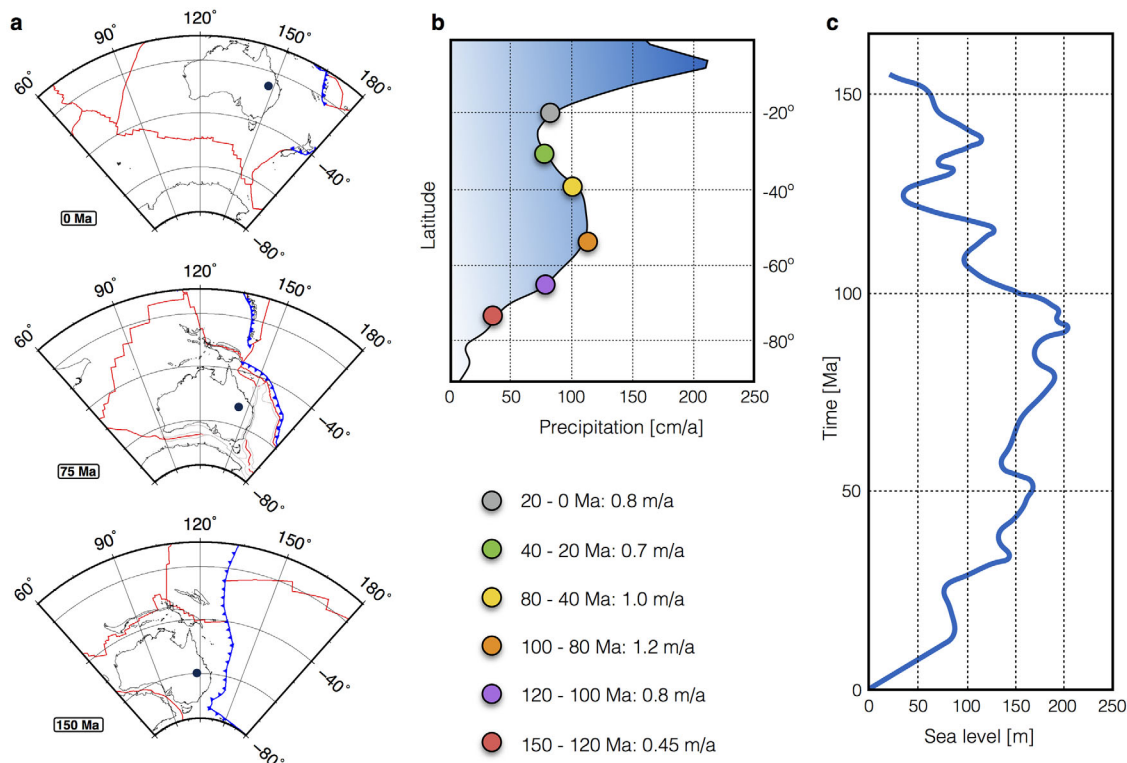 a
120°
90°
150°
60°
180°
−40°
0 Ma
−80°
120°
90°
150°
60°
180°
−40°
75 Ma
−80°
120°
90°
150°
60°
180°
−40°
150 Ma
−80°
b
Latitude
-20°
-40°
-60°
-80°
0 50 100 150 200 250
Precipitation [cm/a]
20 - 0 Ma: 0.8 m/a
40 - 20 Ma: 0.7 m/a
80 - 40 Ma: 1.0 m/a
100 - 80 Ma: 1.2 m/a
120 - 100 Ma: 0.8 m/a
150 - 120 Ma: 0.45 m/a
c
150
100
Time [Ma]
50
0
0 50 100 150 200 250
Sea level [m]